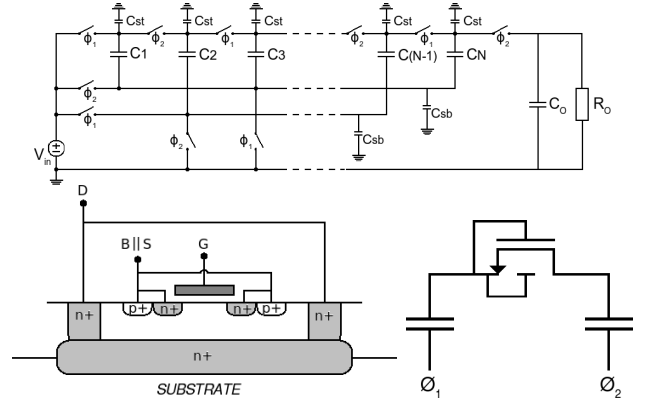 Cst Cst Cst Cst Cst
ϕ1 ϕ2 ϕ1 ϕ2 ϕ1 ϕ2
C1 C2 C3 C(N-1) CN
ϕ2
ϕ1
Csb
CO RO
ϕ2 ϕ1
Csb
Vin
D
B||S G
n+ p+ n+ n+ p+ n+
n+
SUBSTRATE
Ø1 Ø2